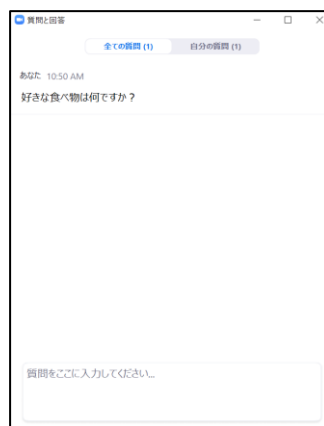 質問と回答
全ての質問 (1) 自分の質問 (1)
あなた 10:50 AM
好きな食べ物は何ですか？
質問をここに入力してください...